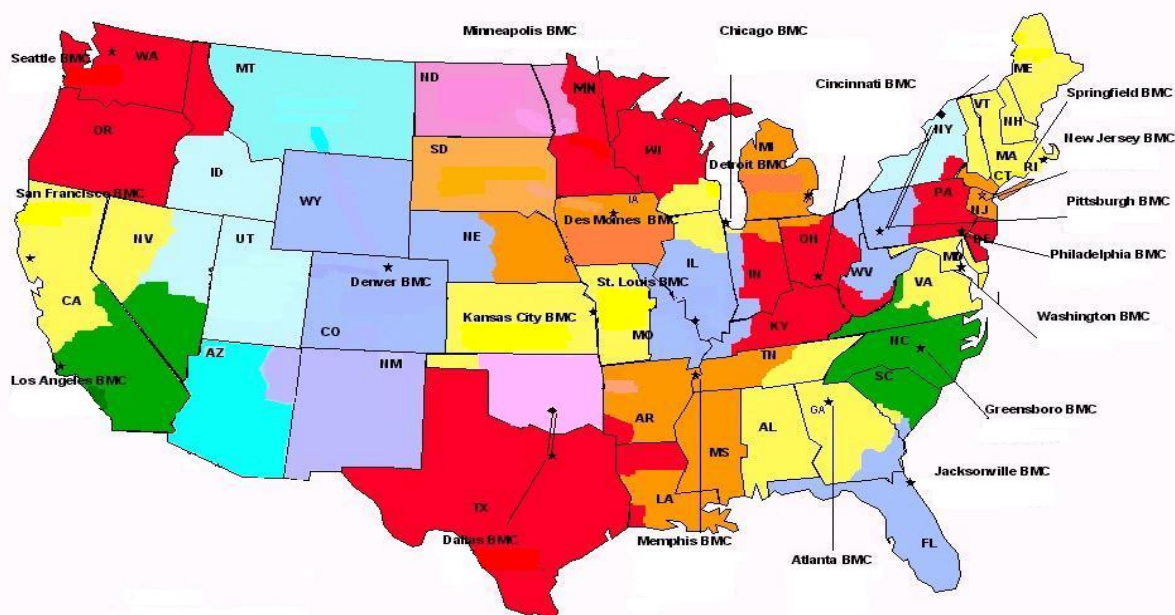 Minneapolis BMC
Chicago BMC
Seattle BMC
WA
MT
ND
MN
Cincinnati BMC
ME
Springfield BMC
VT
NH
NY
New Jersey BMC
OR
SD
WI
MI
Detroit BMC
MA
RI
CT
ID
San Francisco BMC
WY
IA
Des Moines BMC
PA
NJ
Pittsburgh BMC
NV
UT
NE
OH
DE
MD
Philadelphia BMC
CA
Denver BMC
St. Louis BMC
IL
IN
WV
VA
CO
Kansas City BMC
MO
KY
Washington BMC
AZ
NM
TN
NC
Los Angeles BMC
SC
AR
GA
Greensboro BMC
AL
MS
Jacksonville BMC
TX
LA
Dallas BMC
Memphis BMC
Atlanta BMC
FL